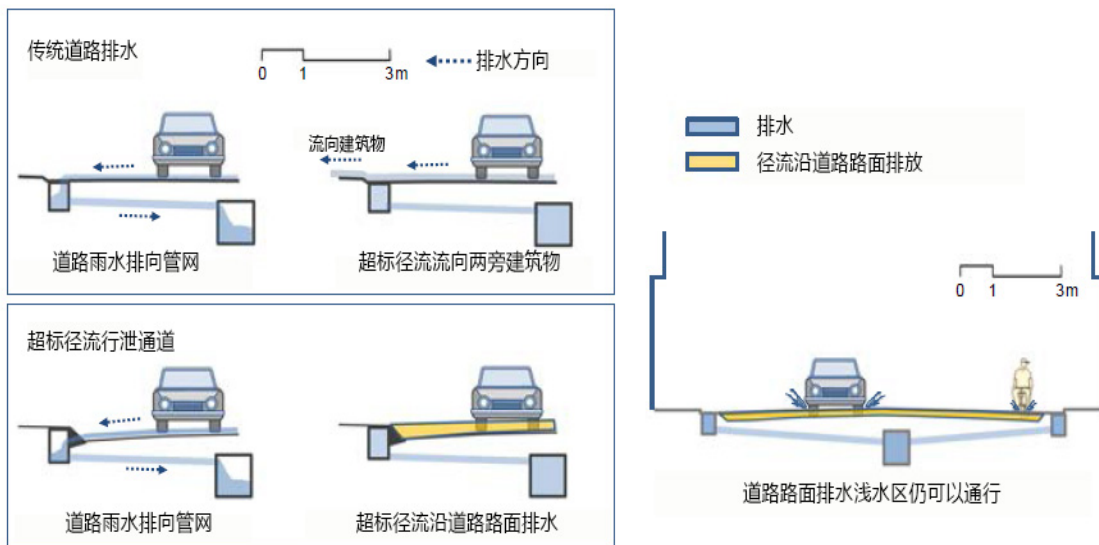 传统道路排水
0 1 3m
排水方向
流向建筑物
道路雨水排向管网
超标径流流向两旁建筑物
超标径流行泄通道
道路雨水排向管网
超标径流沿道路路面排水
排水
径流沿道路路面排放
0 1 3m
道路路面排水浅水区仍可以通行